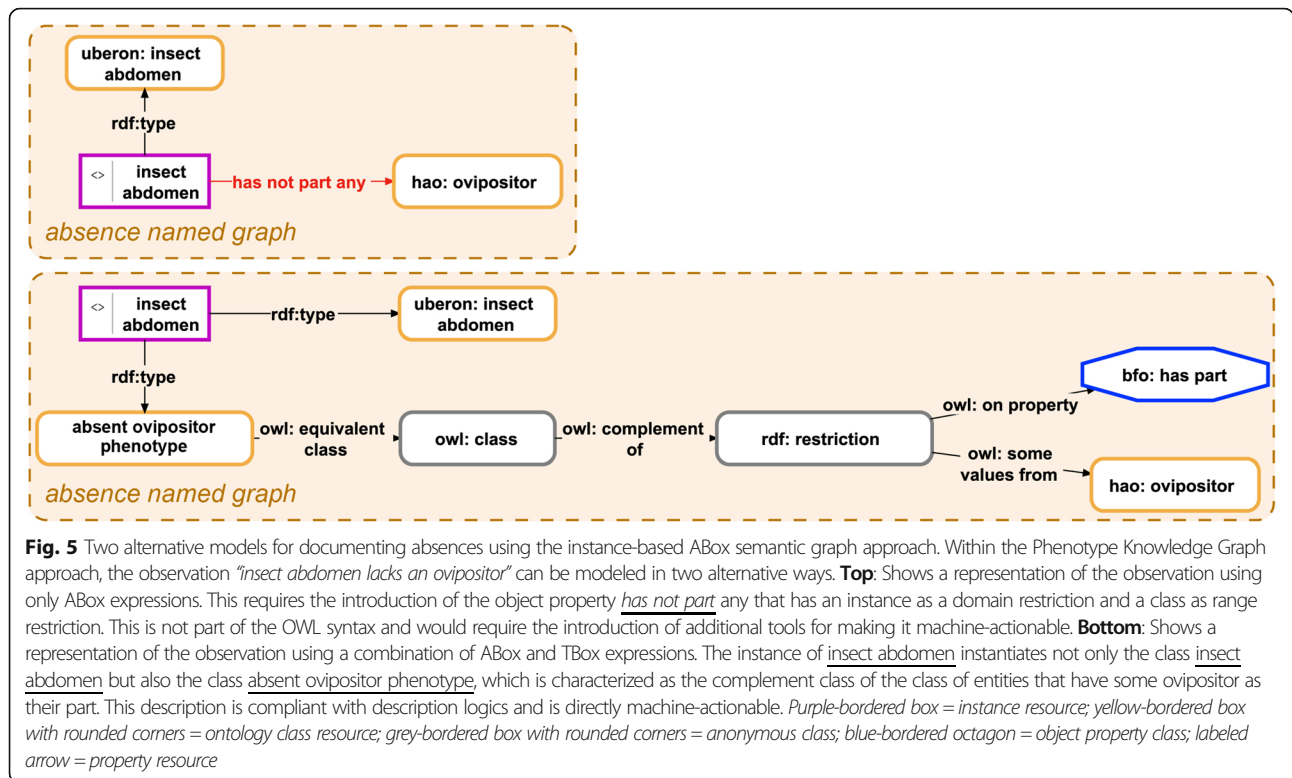 uberon: insect
abdomen
rdf:type
<> insect
abdomen
has not part any
hao: ovipositor
absence named graph
<> insect
abdomen
rdf:type
uberon: insect
abdomen
rdf:type
bfo: has part
owl: on property
absent ovipositor
phenotype
owl: equivalent
class
owl: class
owl: complement
of
rdf: restriction
owl: some
values from
hao: ovipositor
absence named graph
Fig. 5 Two alternative models for documenting absences using the instance-based ABox semantic graph approach. Within the Phenotype Knowledge Graph
approach, the observation "insect abdomen lacks an ovipositor" can be modeled in two alternative ways. Top: Shows a representation of the observation using
only ABox expressions. This requires the introduction of the object property has not part any that has an instance as a domain restriction and a class as range
restriction. This is not part of the OWL syntax and would require the introduction of additional tools for making it machine-actionable. Bottom: Shows a
representation of the observation using a combination of ABox and TBox expressions. The instance of insect abdomen instantiates not only the class insect
abdomen but also the class absent ovipositor phenotype, which is characterized as the complement class of the class of entities that have some ovipositor as
their part. This description is compliant with description logics and is directly machine-actionable. Purple-bordered box = instance resource; yellow-bordered box
with rounded corners = ontology class resource; grey-bordered box with rounded corners = anonymous class; blue-bordered octagon = object property class; labeled
arrow = property resource